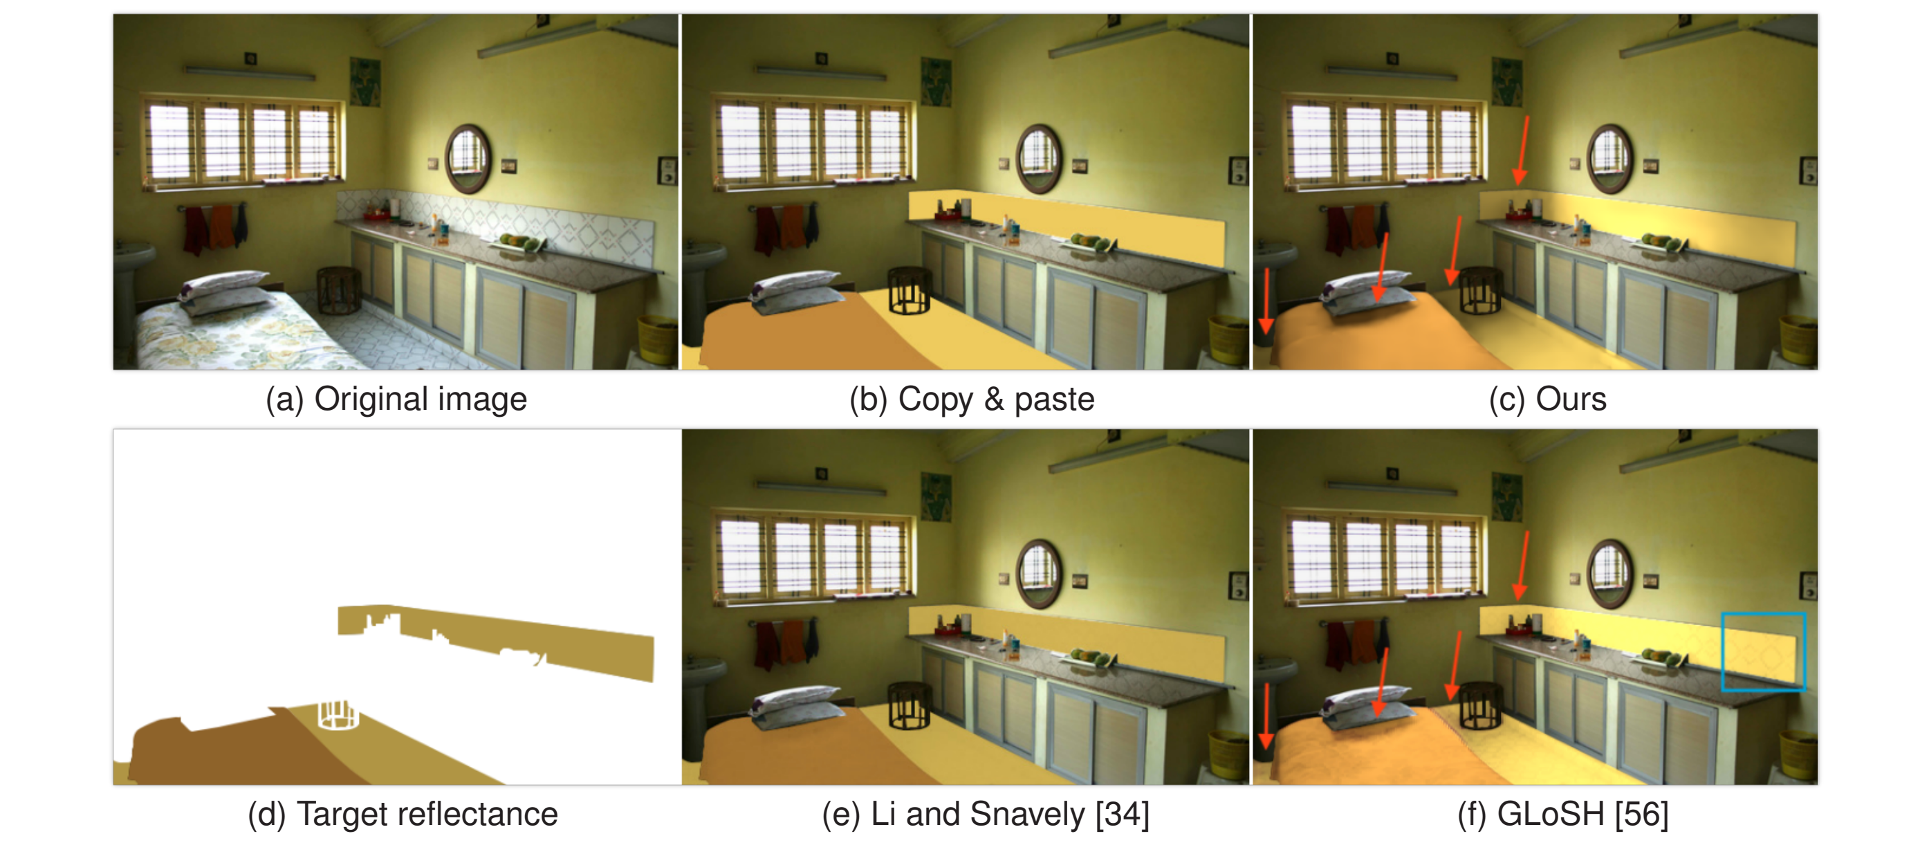 (a) Original image
(b) Copy & paste
(c) Ours
(d) Target reflectance
(e) Li and Snavely [34]
(f) GLoSH [56]